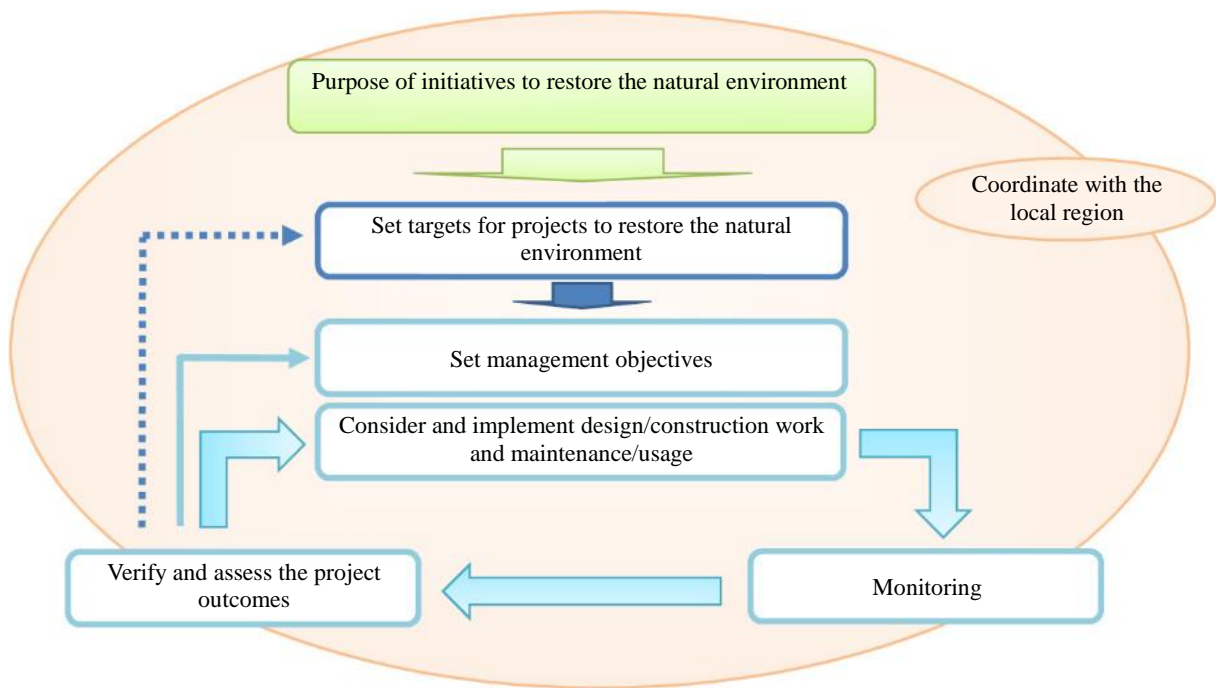 Purpose of initiatives to restore the natural environment
Coordinate with the
local region
Set targets for projects to restore the natural
environment
Set management objectives
Consider and implement design/construction work
and maintenance/usage
Verify and assess the project
outcomes
Monitoring